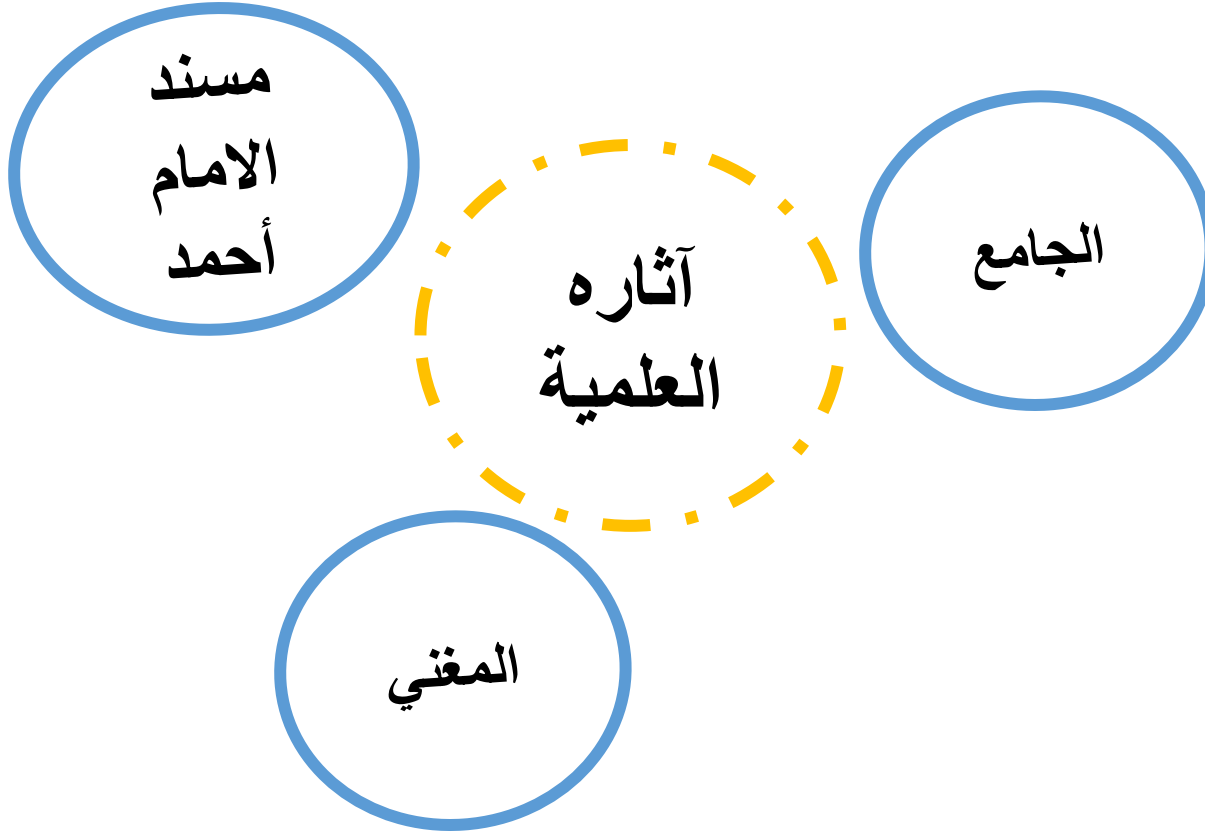 مسند
الامام
أحمد
آثاره
العلمية
الجامع
المغني